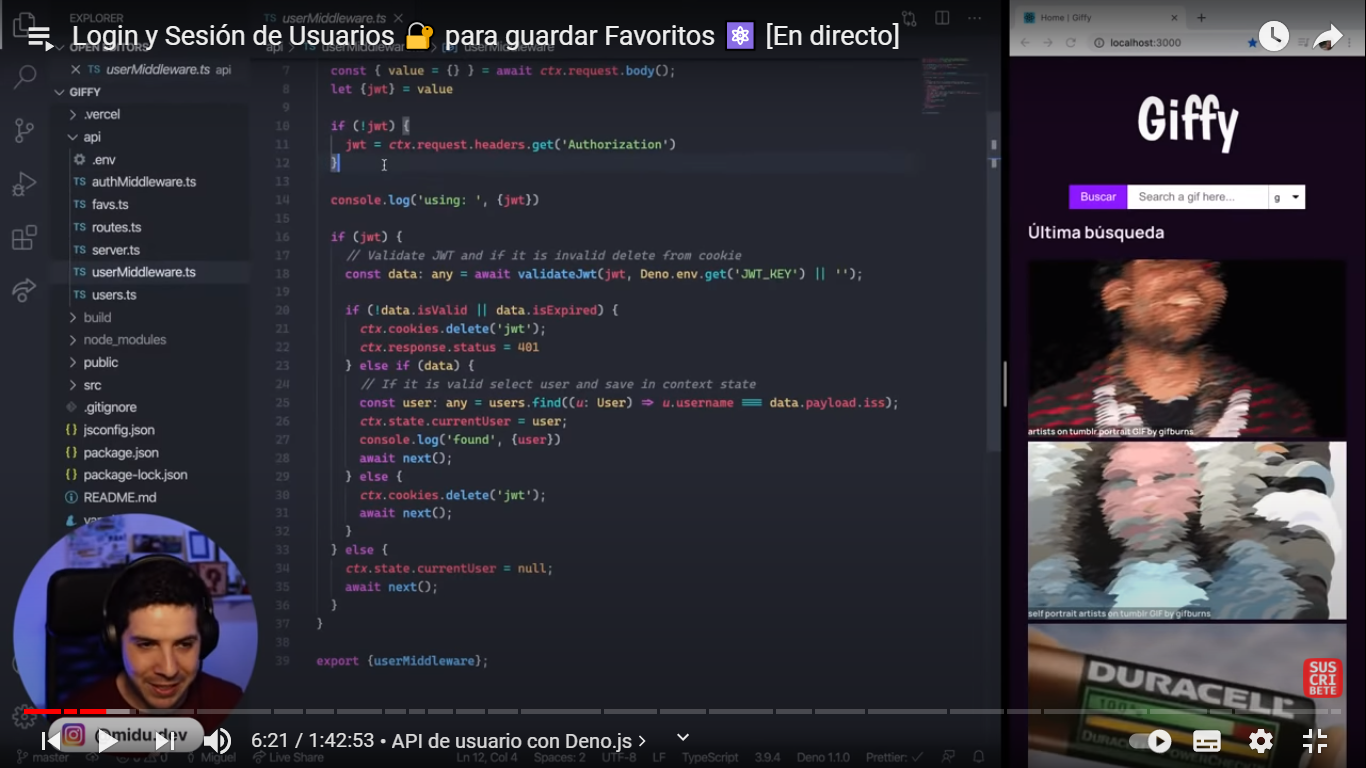 EXPLORER
userMiddleware.ts
Home | Giffy
Login y Sesión de Usuarios 🔐 para guardar Favoritos ⚛ [En directo]
OPEN EDITORS
api
localhost:3000
TS userMiddleware.ts api
GIFFY
.vercel
api
.env
TS authMiddleware.ts
TS favs.ts
TS routes.ts
TS server.ts
TS userMiddleware.ts
TS users.ts
build
node_modules
public
src
.gitignore
{} jsconfig.json
{} package.json
{} package-lock.json
README.md
7 const { value = {} } = await ctx.request.body();
8 let {jwt} = value
9
10 if (!jwt) {
11 jwt = ctx.request.headers.get('Authorization')
12 }
13
14 console.log('using: ', {jwt})
15
16 if (jwt) {
17 // Validate JWT and if it is invalid delete from cookie
18 const data: any = await validateJwt(jwt, Deno.env.get('JWT_KEY') || '');
19
20 if (!data.isValid || data.isExpired) {
21 ctx.cookies.delete('jwt');
22 ctx.response.status = 401
23 } else if (data) {
24 // If it is valid select user and save in context state
25 const user: any = users.find((u: User) => u.username === data.payload.iss);
26 ctx.state.currentUser = user;
27 console.log('found', {user})
28 await next();
29 } else {
30 ctx.cookies.delete('jwt');
31 await next();
32 }
33 } else {
34 ctx.state.currentUser = null;
35 await next();
36 }
37 }
38
39 export {userMiddleware};
Giffy
Buscar Search a gif here... g
Última búsqueda
artists on tumblr portrait GIF by gifburns
self portrait artists on tumblr GIF by gifburns
DURACELL
100%
POWERCHECK
SUS
CRI
BETE
@midu.dev
6:21 / 1:42:53 • API de usuario con Deno.js
master
Miguel
Live Share
Ln 12, Col 4
Spaces: 2
UTF-8
LF
TypeScript
3.9.4
Deno 1.1.0
Prettier: ✓